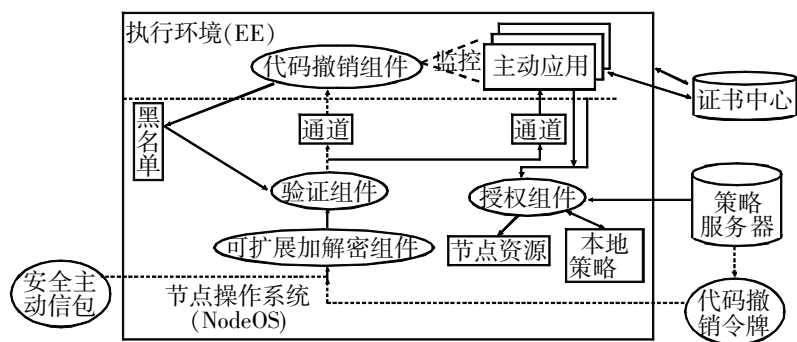 执行环境(EE)
代码撤销组件
监控
主动应用
证书中心
黑名单
通道
通道
验证组件
授权组件
策略
服务器
可扩展加解密组件
节点资源
本地
策略
安全主
动信包
节点操作系统
(NodeOS)
代码撤
销令牌